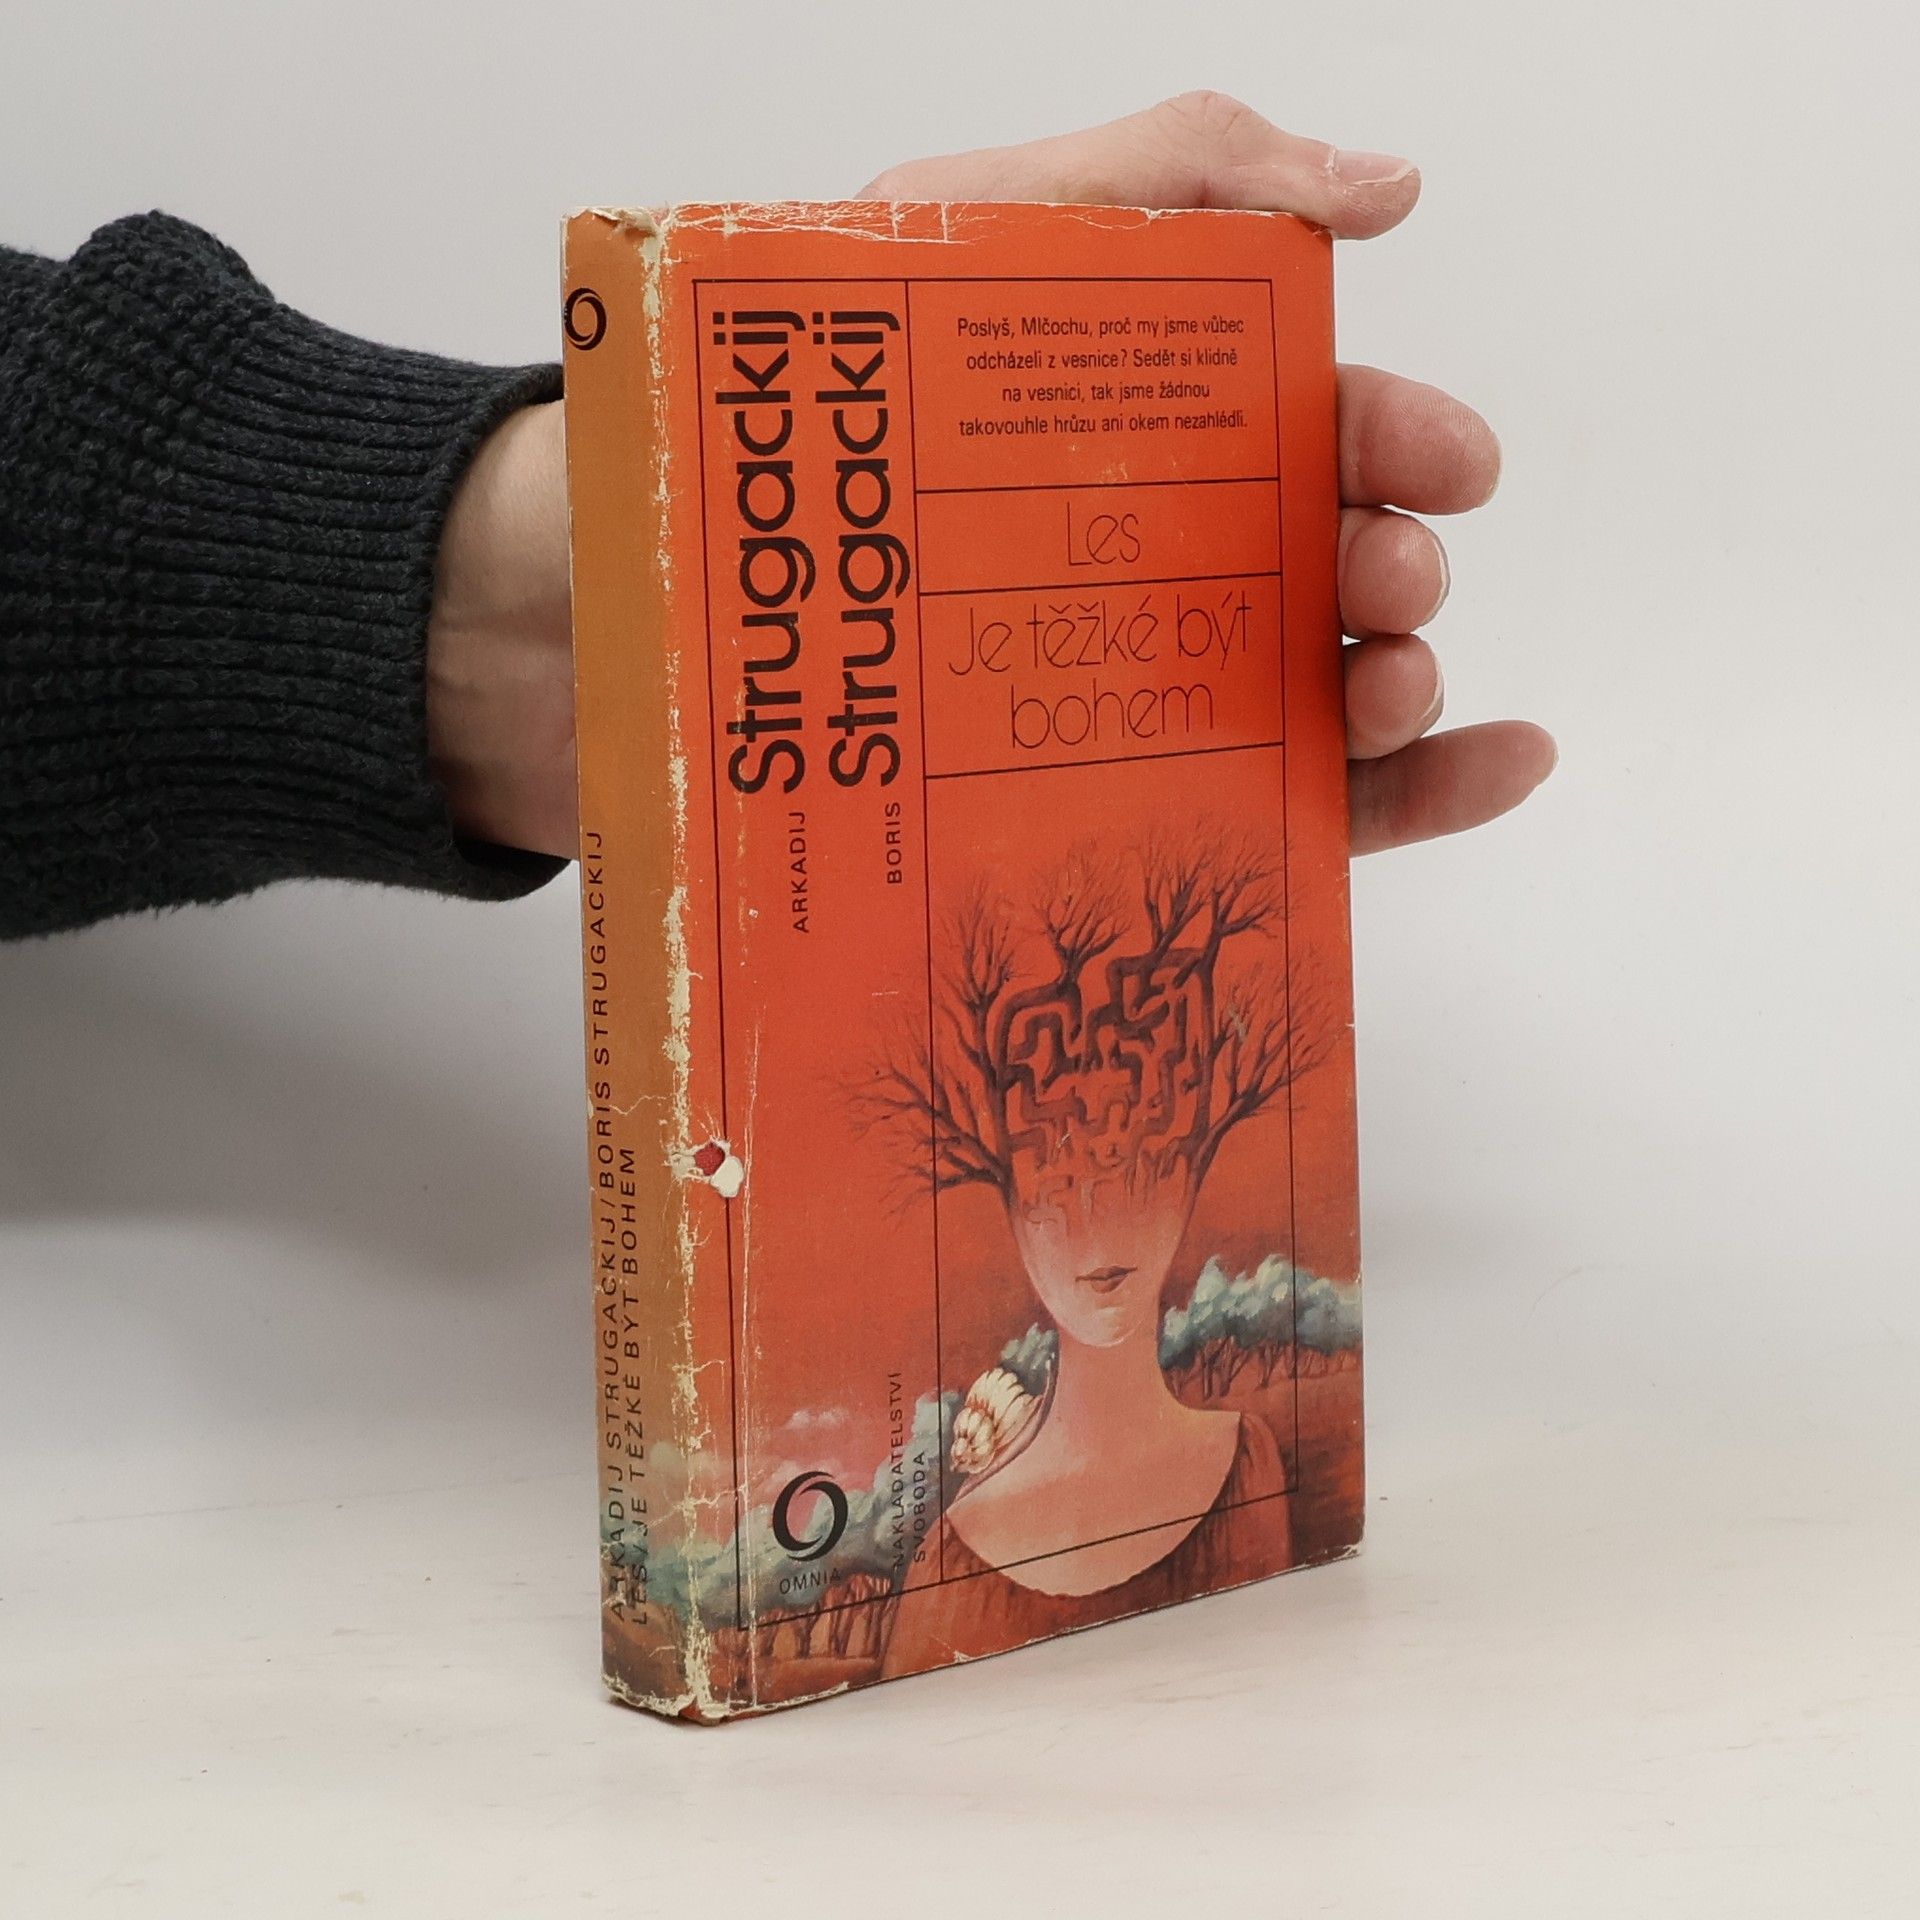 ARKADIJ STRUGACKIJ/BORIS STRUGACKIJ
LES/JE TĚŽKÉ BÝT BOHEM
ARKADIJ Strugackij
BORIS Strugackij
Poslyš, Mlčochu, proč my jsme vůbec
odcházeli z vesnice? Sedět si klidně
na vesnici, tak jsme žádnou
takovouhle hrůzu ani okem nezahlédli.
Les
Je těžké být
bohem
OMNIA
NAKLADATELSTVÍ
SVOBODA